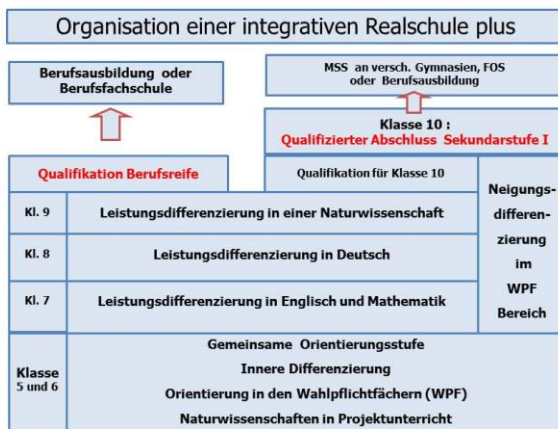 Organisation einer integrativen Realschule plus
Berufsausbildung oder
Berufsfachschule
MSS an versch. Gymnasien, FOS
oder Berufsausbildung
Klasse 10 :
Qualifizierter Abschluss Sekundarstufe I
Qualifikation Berufsreife
Qualifikation für Klasse 10
Neigungs-
differen-
zierung
im
WPF
Bereich
Kl. 9
Leistungsdifferenzierung in einer Naturwissenschaft
Kl. 8
Leistungsdifferenzierung in Deutsch
Kl. 7
Leistungsdifferenzierung in Englisch und Mathematik
Klasse
5 und 6
Gemeinsame Orientierungsstufe
Innere Differenzierung
Orientierung in den Wahlpflichtfächern (WPF)
Naturwissenschaften in Projektunterricht